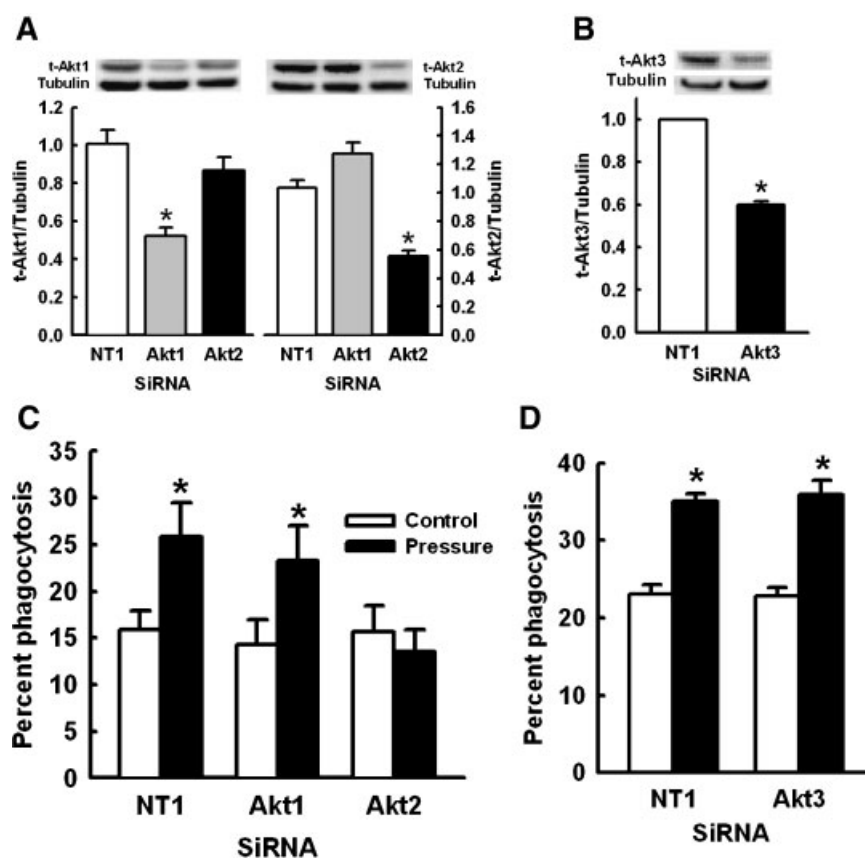 A
t-Akt1
Tubulin
t-Akt2
Tubulin
t-Akt1/Tubulin
1.0
0.8
0.6
0.4
0.2
0.0
*
NT1 Akt1 Akt2
SiRNA
*
NT1 Akt1 Akt2
SiRNA
1.6
1.4
1.2
1.0
0.8
0.6
0.4
0.2
0.0
t-Akt2/Tubulin
B
t-Akt3
Tubulin
t-Akt3/Tubulin
1.0
0.8
0.6
0.4
0.2
0.0
*
NT1 Akt3
SiRNA
C
Percent phagocytosis
35
30
25
20
15
10
5
0
* *
Control
Pressure
NT1 Akt1 Akt2
SiRNA
D
Percent phagocytosis
40
30
20
10
0
* *
NT1 Akt3
SiRNA